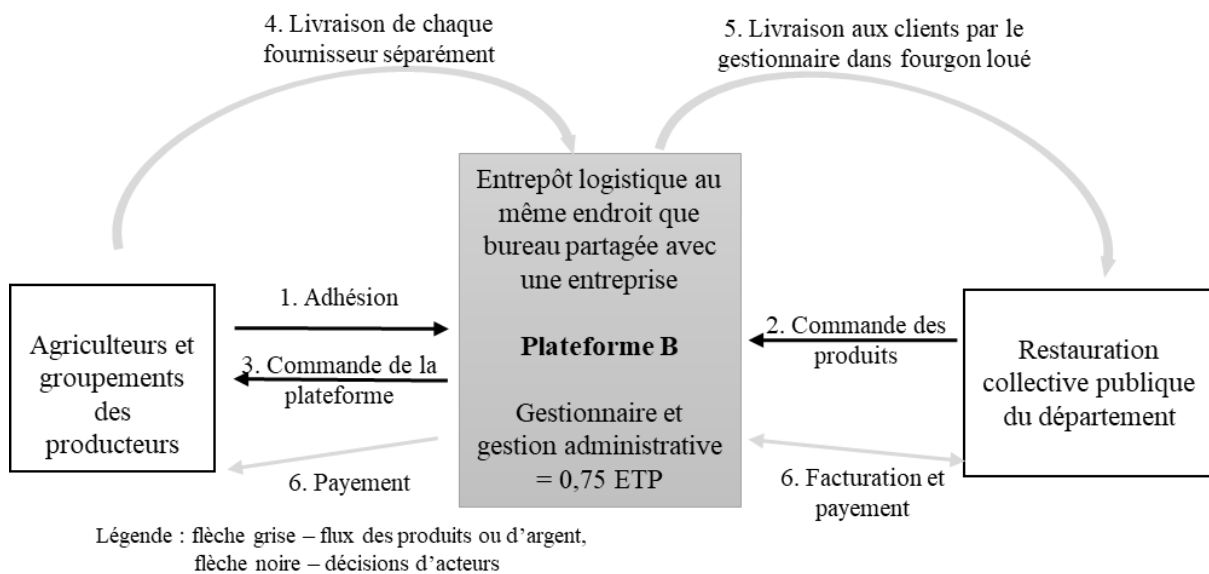 4. Livraison de chaque
fournisseur séparément
5. Livraison aux clients par le
gestionnaire dans fourgon loué
Entrepôt logistique au
même endroit que
bureau partagée avec
une entreprise
Plateforme B
Gestionnaire et
gestion administrative
= 0,75 ETP
1. Adhésion
3. Commande de la
plateforme
6. Payement
Agriculteurs et
groupements
des
producteurs
2. Commande des
produits
6. Facturation et
payement
Restauration
collective publique
du département
Légende : flèche grise – flux des produits ou d’argent,
flèche noire – décisions d’acteurs